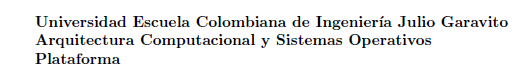 Universidad Escuela Colombiana de Ingeniería Julio Garavito
Arquitectura Computacional y Sistemas Operativos
Plataforma